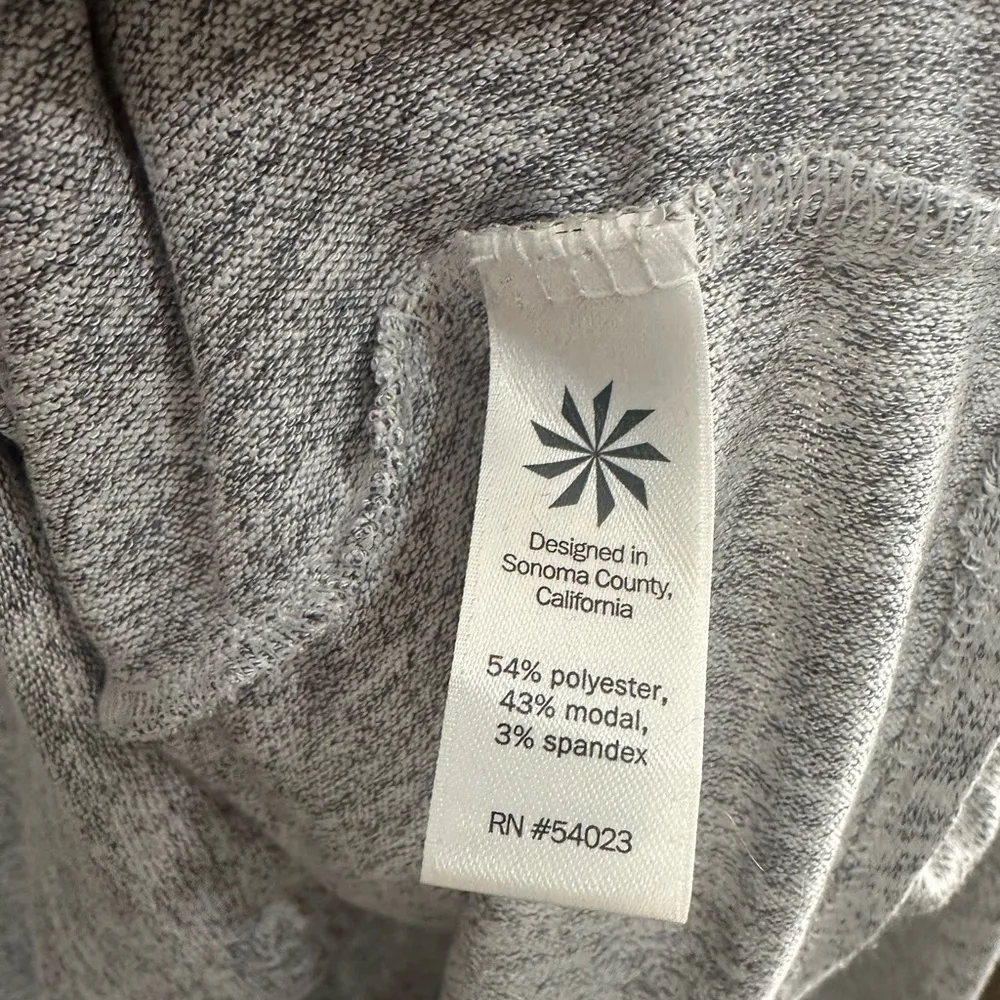 Designed in
Sonoma County,
California
54% polyester,
43% modal,
3% spandex
RN #54023